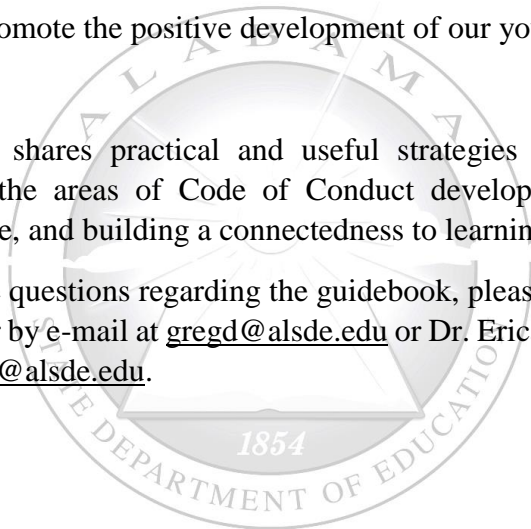 omote the positive development of our yo
shares practical and useful strategies
the areas of Code of Conduct develop
e, and building a connectedness to learnin
questions regarding the guidebook, pleas
by e-mail at gregd@alsde.edu or Dr. Eric
@alsde.edu.
ALABAMA
STATE DEPARTMENT OF EDUCATION
1854